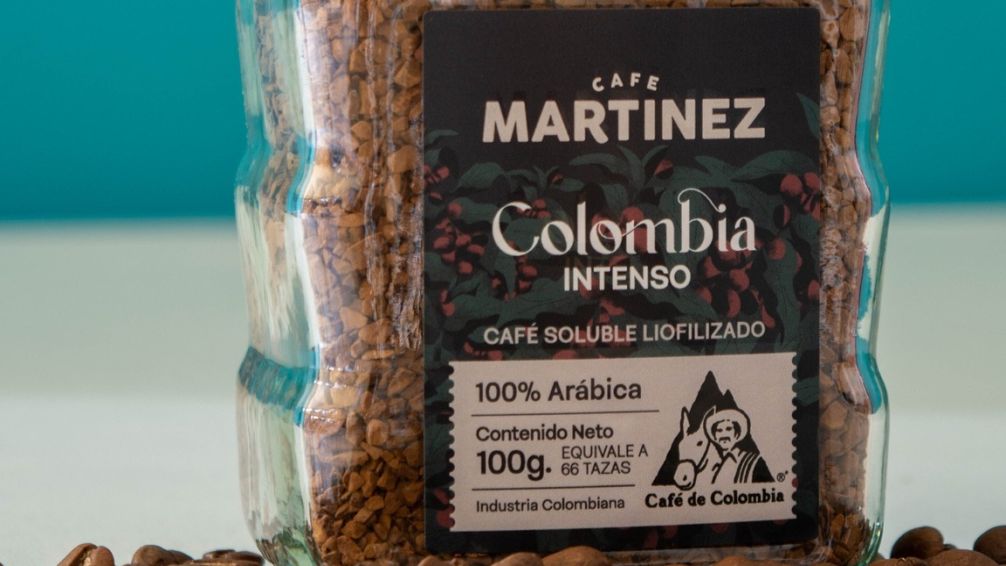 CAFE
MARTINEZ
Colombia
INTENSO
CAFÉ SOLUBLE LIOFILIZADO
100% Arábica
Contenido Neto
100g. EQUIVALE A
66 TAZAS
Industria Colombiana
®
Café de Colombia